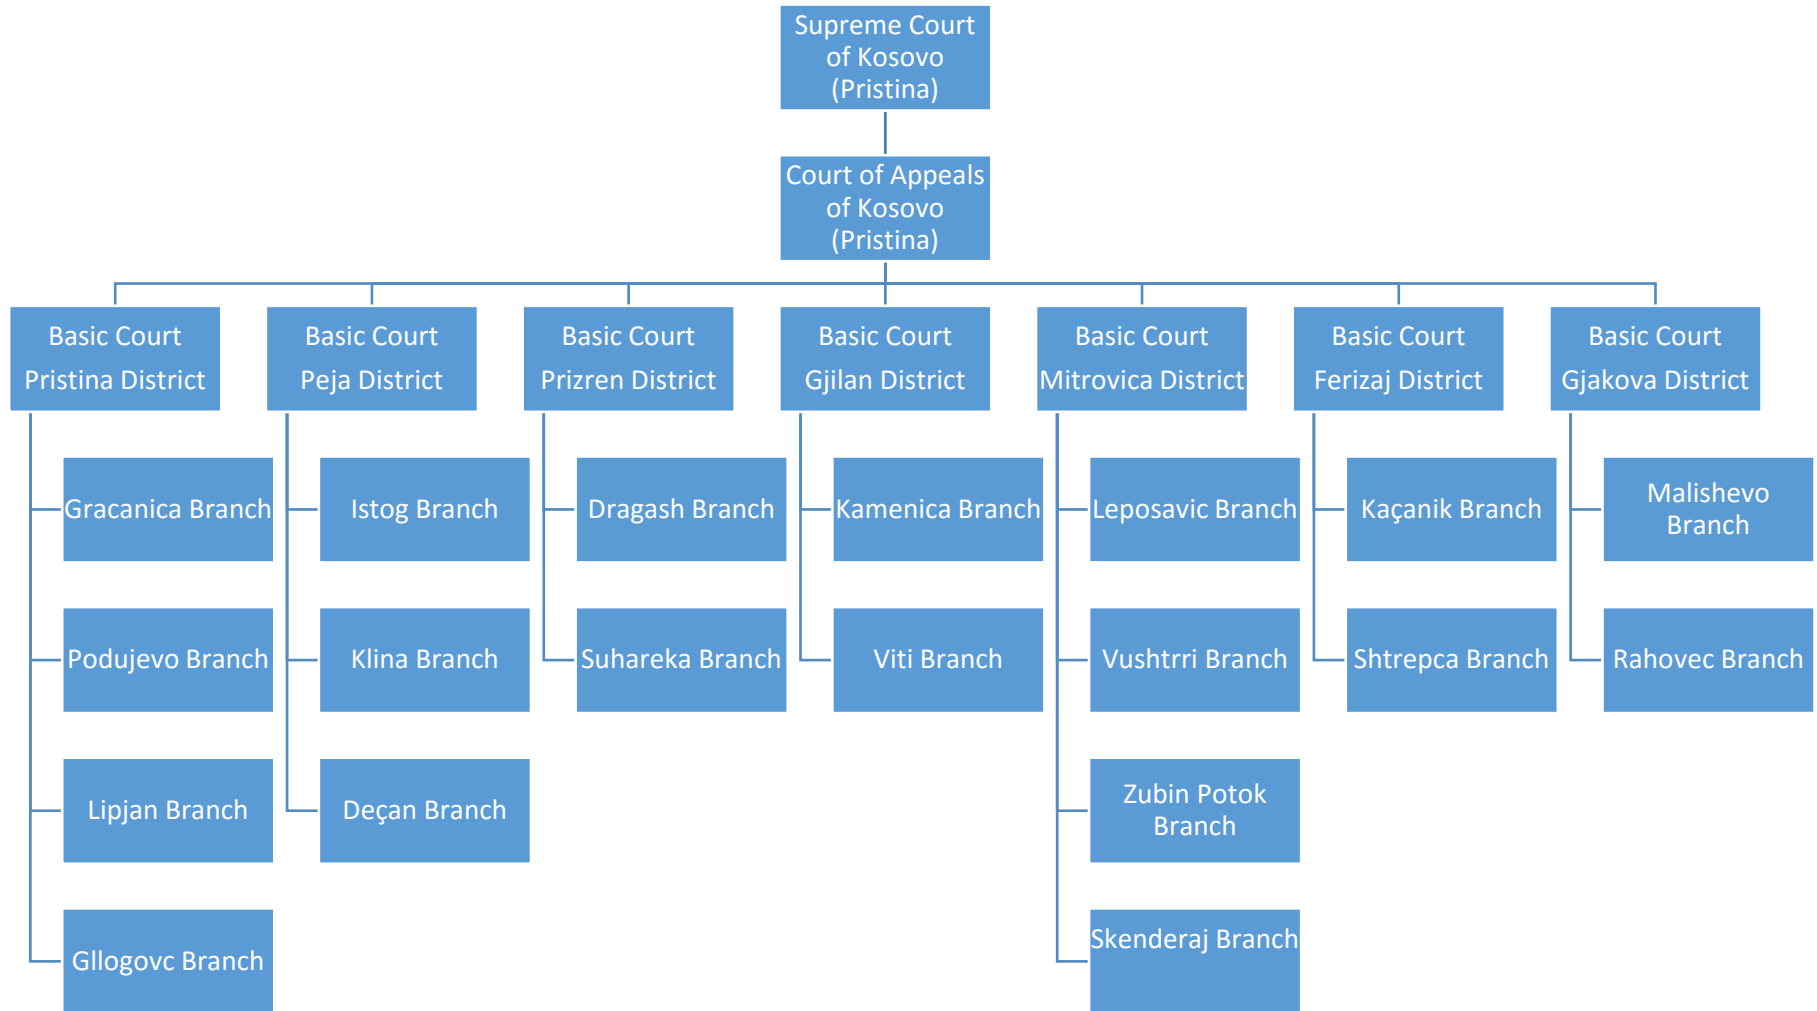 Supreme Court
of Kosovo
(Pristina)
Court of Appeals
of Kosovo
(Pristina)
Basic Court
Pristina District
Basic Court
Peja District
Basic Court
Prizren District
Basic Court
Gjilan District
Basic Court
Mitrovica District
Basic Court
Ferizaj District
Basic Court
Gjakova District
Gracanica Branch
Istog Branch
Dragash Branch
Kamenica Branch
Leposavic Branch
Kaçanik Branch
Malishevo
Branch
Podujevo Branch
Klina Branch
Suhareka Branch
Viti Branch
Vushtrri Branch
Shtrepca Branch
Rahovec Branch
Lipjan Branch
Deçan Branch
Zubin Potok
Branch
Gllogovc Branch
Skenderaj Branch